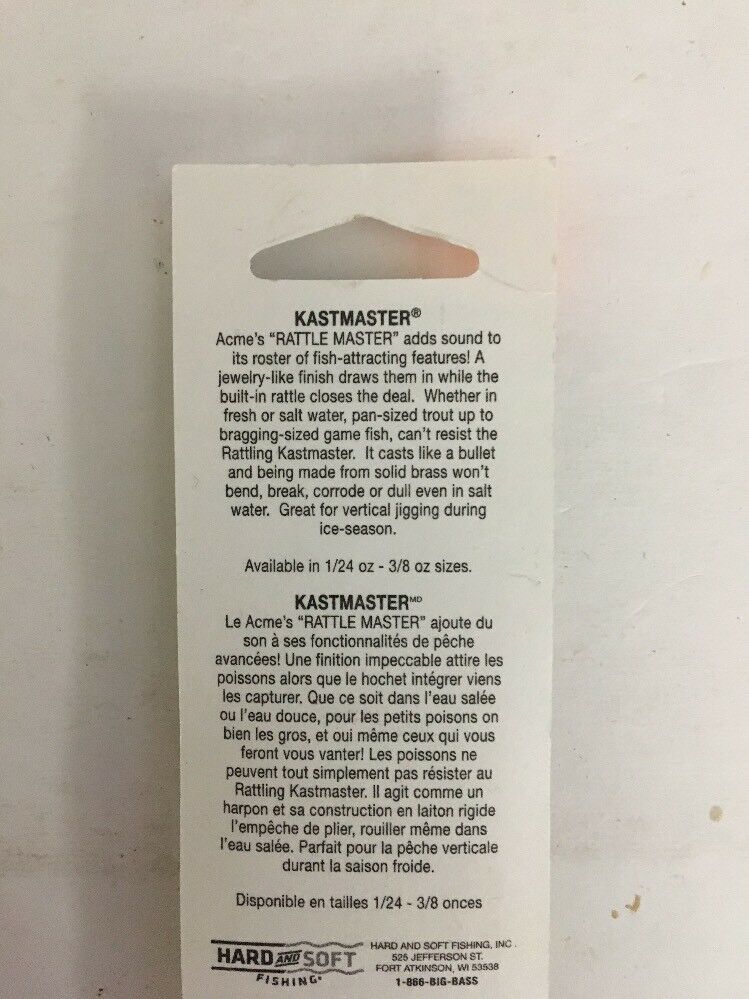 KASTMASTER®
Acme's "RATTLE MASTER" adds sound to
its roster of fish-attracting features! A
jewelry-like finish draws them in while the
built-in rattle closes the deal. Whether in
fresh or salt water, pan-sized trout up to
bragging-sized game fish, can't resist the
Rattling Kastmaster. It casts like a bullet
and being made from solid brass won't
bend, break, corrode or dull even in salt
water. Great for vertical jigging during
ice-season.
Available in 1/24 oz - 3/8 oz sizes.
KASTMASTER MD
Le Acme's "RATTLE MASTER" ajoute du
son à ses fonctionnalités de pêche
avancées! Une finition impeccable attire les
poissons alors que le hochet intégrer viens
les capturer. Que ce soit dans l'eau salée
ou l'eau douce, pour les petits poisons on
bien les gros, et oui même ceux qui vous
feront vous vanter! Les poissons ne
peuvent tout simplement pas résister au
Rattling Kastmaster. Il agit comme un
harpon et sa construction en laiton rigide
l'empêche de plier, rouiller même dans
l'eau salée. Parfait pour la pêche verticale
durant la saison froide.
Disponible en tailles 1/24 - 3/8 onces
HARD AND SOFT
FISHING
HARD AND SOFT FISHING, INC.
525 JEFFERSON ST.
FORT ATKINSON, WI 53538
1-866-BIG-BASS